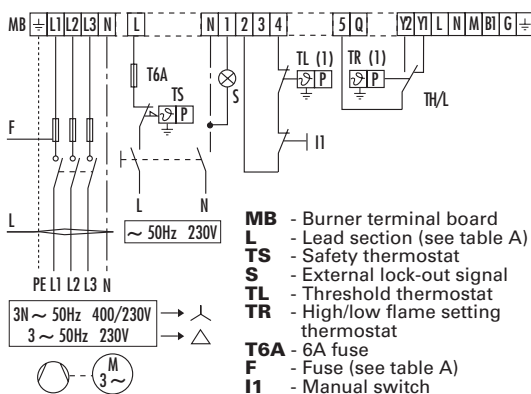 MB ⏚ L1 L2 L3 N L N 1 2 3 4 5 Q Y2 Y1 L N M B1 G ⏚
T6A
TS
ϑ P
S
TL (1)
ϑ P
TR (1)
ϑ P
TH/L
F
I1
L N
L
~ 50Hz 230V
PE L1 L2 L3 N
3N ~ 50Hz 400/230V
3 ~ 50Hz 230V
M
3 ~
MB - Burner terminal board
L - Lead section (see table A)
TS - Safety thermostat
S - External lock-out signal
TL - Threshold thermostat
TR - High/low flame setting
thermostat
T6A - 6A fuse
F - Fuse (see table A)
I1 - Manual switch